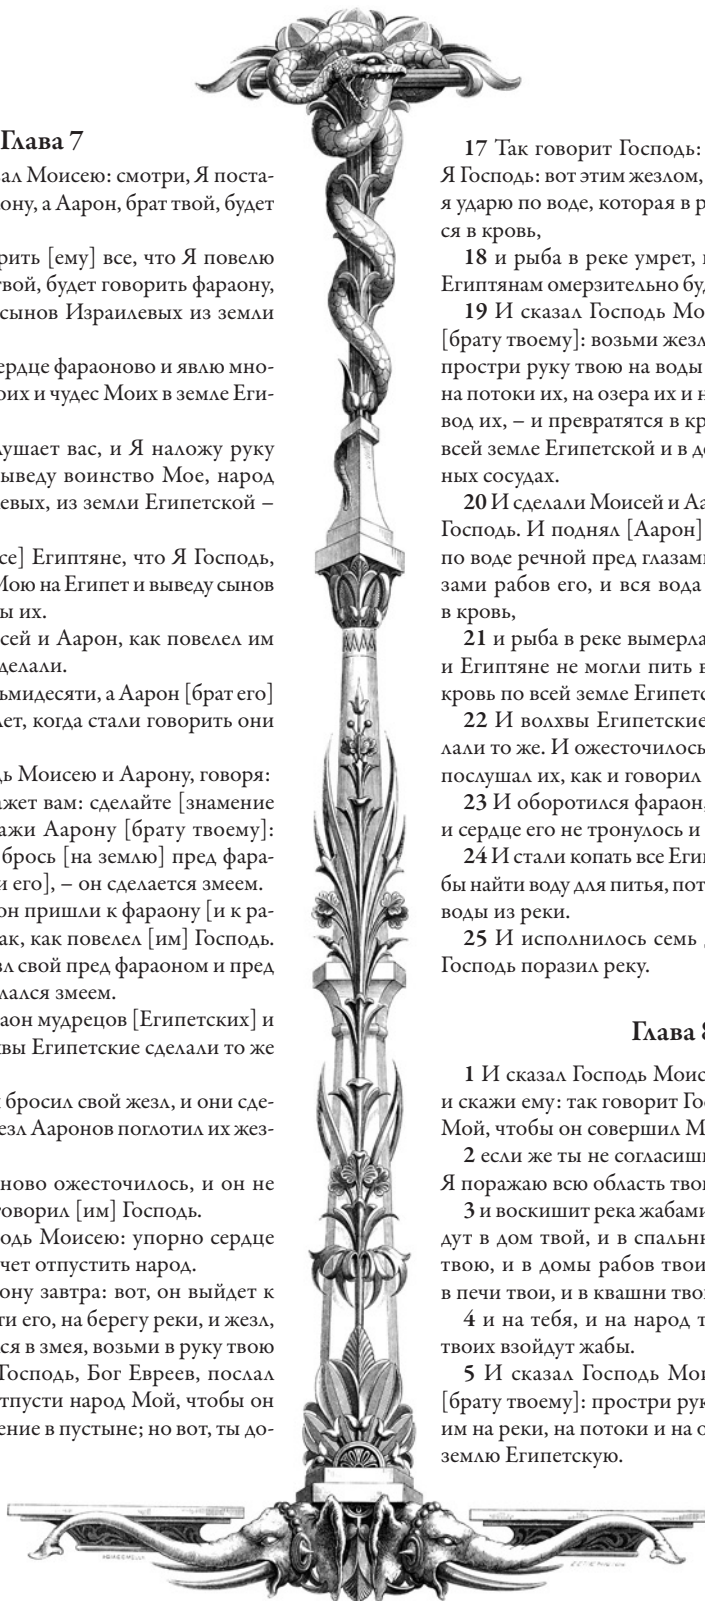 Глава 7
ал Моисею: смотри, Я поста-
ону, а Аарон, брат твой, будет
рить [ему] все, что Я повелю
твой, будет говорить фараону,
сынов Израилевых из земли
ердце фараоново и явлю мно-
оих и чудес Моих в земле Еги-
лушает вас, и Я наложу руку
ыведу воинство Мое, народ
левых, из земли Египетской –
се] Египтяне, что Я Господь,
Мою на Египет и выведу сынов
ы их.
сей и Аарон, как повелел им
делали.
ьмидесяти, а Аарон [брат его]
лет, когда стали говорить они
дь Моисею и Аарону, говоря:
ажет вам: сделайте [знамение
ажи Аарону [брату твоему]:
брось [на землю] пред фара-
и его], – он сделается змеем.
он пришли к фараону [и к ра-
ак, как повелел [им] Господь.
зл свой пред фараоном и пред
лался змеем.
аон мудрецов [Египетских] и
вы Египетские сделали то же
бросил свой жезл, и они сде-
езл Ааронов поглотил их жез-
ново ожесточилось, и он не
оворил [им] Господь.
одь Моисею: упорно сердце
чет отпустить народ.
ону завтра: вот, он выйдет к
ти его, на берегу реки, и жезл,
ся в змея, возьми в руку твою
Господь, Бог Евреев, послал
тпусти народ Мой, чтобы он
ение в пустыне; но вот, ты до-
17 Так говорит Господь:
Я Господь: вот этим жезлом,
я ударю по воде, которая в р
ся в кровь,
18 и рыба в реке умрет,
Египтянам омерзительно бу
19 И сказал Господь Мо
[брату твоему]: возьми жезл
простри руку твою на воды
на потоки их, на озера их и н
вод их, – и превратятся в кр
всей земле Египетской и в д
ных сосудах.
20 И сделали Моисей и Аа
Господь. И поднял [Аарон]
по воде речной пред глазам
зами рабов его, и вся вода
в кровь,
21 и рыба в реке вымерла
и Египтяне не могли пить в
кровь по всей земле Египет
22 И волхвы Египетские
лали то же. И ожесточилось
послушал их, как и говорил
23 И оборотился фараон,
и сердце его не тронулось и
24 И стали копать все Еги
бы найти воду для питья, пот
воды из реки.
25 И исполнилось семь
Господь поразил реку.
Глава 8
1 И сказал Господь Моис
и скажи ему: так говорит Го
Мой, чтобы он совершил М
2 если же ты не согласиш
Я поражаю всю область тво
3 и воскишит река жабами
дут в дом твой, и в спальн
твою, и в домы рабов твои
в печи твои, и в квашни тво
4 и на тебя, и на народ т
твоих взойдут жабы.
5 И сказал Господь Мои
[брату твоему]: простри рук
им на реки, на потоки и на о
землю Египетскую.